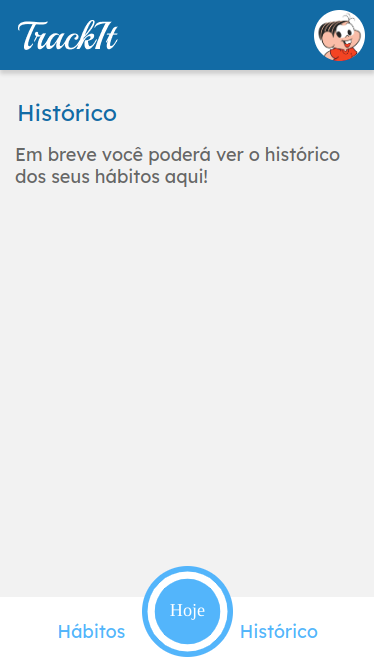 TrackIt
Histórico
Em breve você poderá ver o histórico
dos seus hábitos aqui!
Hábitos
Hoje
Histórico